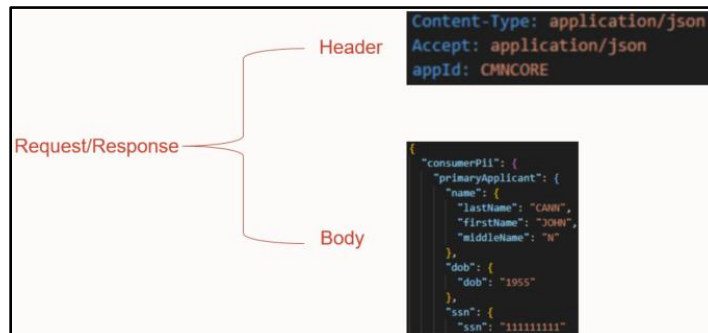 Request/Response
Header
Content-Type: application/json
Accept: application/json
appId: CMNCORE
Body
{
"consumerPii": {
"primaryApplicant": {
"name": {
"lastName": "CANN",
"firstName": "JOHN",
"middleName": "N"
},
"dob": {
"dob": "1955"
},
"ssn": {
"ssn": "111111111"